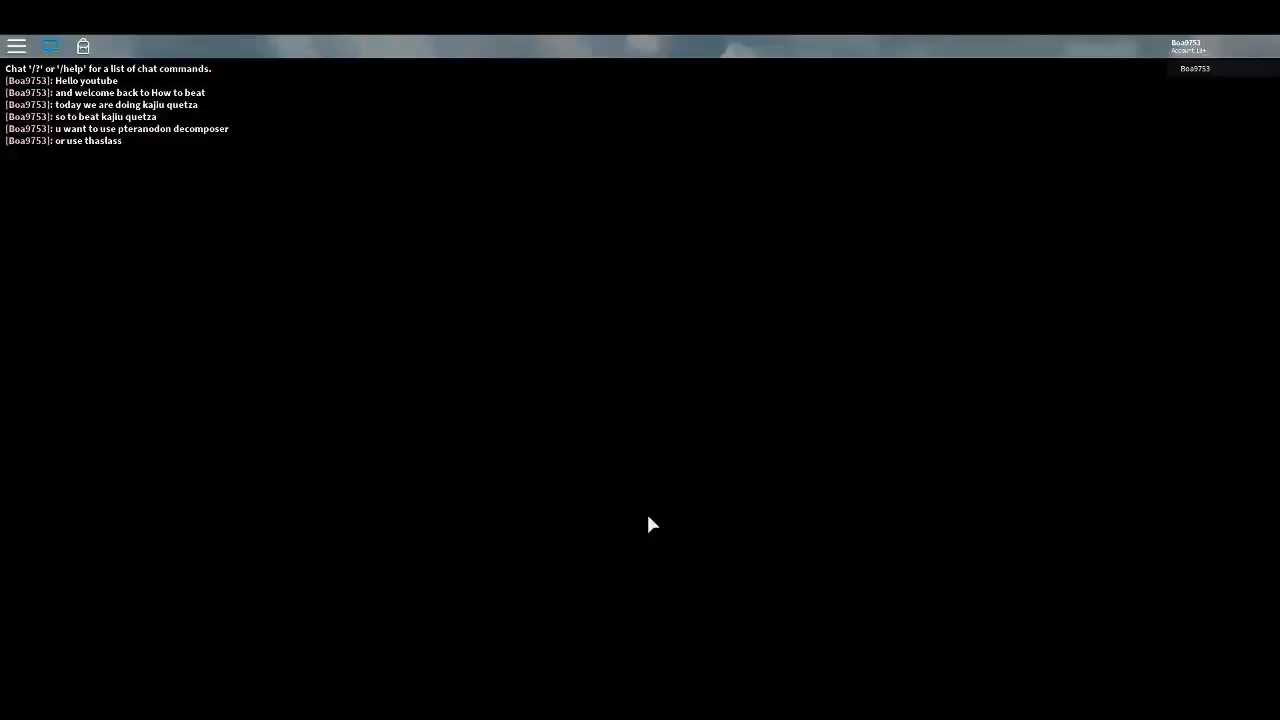 Boa9753
Account: 13+
Chat '/?' or '/help' for a list of chat commands.
Boa9753
[Boa9753]: Hello youtube
[Boa9753]: and welcome back to How to beat
[Boa9753]: today we are doing kajiu quetza
[Boa9753]: so to beat kajiu quetza
[Boa9753]: u want to use pteranodon decomposer
[Boa9753]: or use thaslass